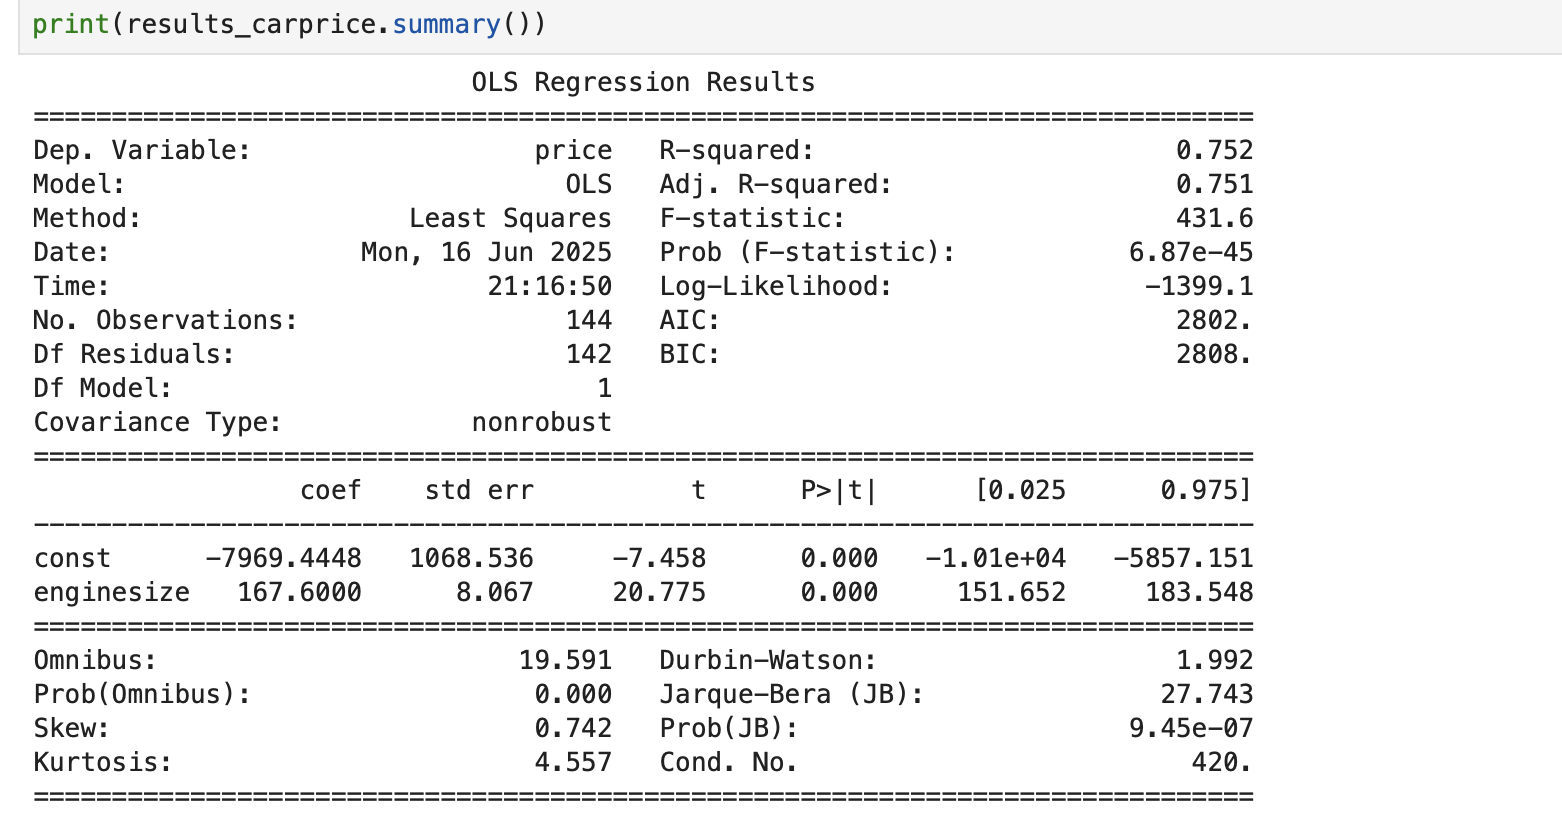 print(results_carprice.summary())
OLS Regression Results
==============================================================================
Dep. Variable:                  price   R-squared:                       0.752
Model:                            OLS   Adj. R-squared:                  0.751
Method:                 Least Squares   F-statistic:                     431.6
Date:                Mon, 16 Jun 2025   Prob (F-statistic):           6.87e-45
Time:                        21:16:50   Log-Likelihood:                -1399.1
No. Observations:                 144   AIC:                             2802.
Df Residuals:                     142   BIC:                             2808.
Df Model:                           1
Covariance Type:            nonrobust
==============================================================================
                 coef    std err          t      P>|t|      [0.025      0.975]
------------------------------------------------------------------------------
const      -7969.4448   1068.536     -7.458      0.000   -1.01e+04   -5857.151
enginesize   167.6000      8.067     20.775      0.000     151.652     183.548
==============================================================================
Omnibus:                       19.591   Durbin-Watson:                   1.992
Prob(Omnibus):                  0.000   Jarque-Bera (JB):               27.743
Skew:                           0.742   Prob(JB):                     9.45e-07
Kurtosis:                       4.557   Cond. No.                         420.
==============================================================================